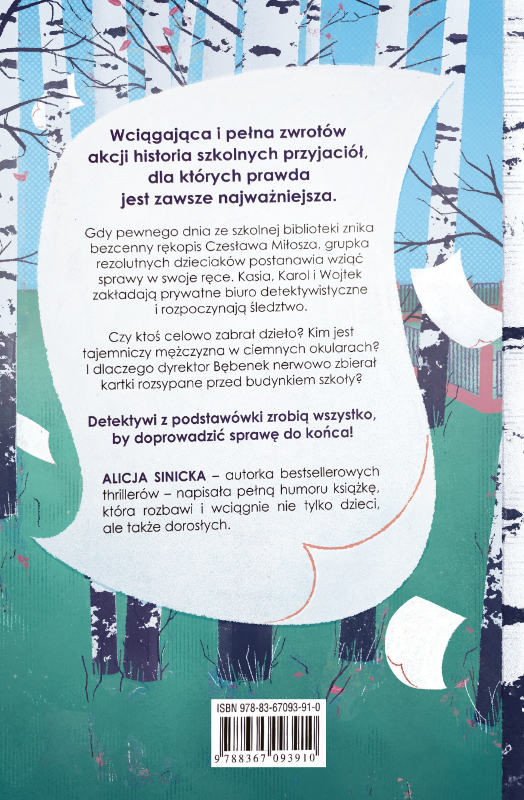 Wciągająca i pełna zwrotów
akcji historia szkolnych przyjaciół,
dla których prawda
jest zawsze najważniejsza.
Gdy pewnego dnia ze szkolnej biblioteki znika
bezcenny rękopis Czesława Miłosza, grupka
rezolutnych dzieciaków postanawia wziąć
sprawy w swoje ręce. Kasia, Karol i Wojtek
zakładają prywatne biuro detektywistyczne
i rozpoczynają śledztwo.
Czy ktoś celowo zabrał dzieło? Kim jest
tajemniczy mężczyzna w ciemnych okularach?
I dlaczego dyrektor Bębenek nerwowo zbierał
kartki rozsypane przed budynkiem szkoły?
Detektywi z podstawówki zrobią wszystko,
by doprowadzić sprawę do końca!
ALICJA SINICKA – autorka bestsellerowych
thrillerów – napisała pełną humoru książkę,
która rozbawi i wciągnie nie tylko dzieci,
ale także dorosłych.
ISBN 978-83-67093-91-0
9 788367 093910